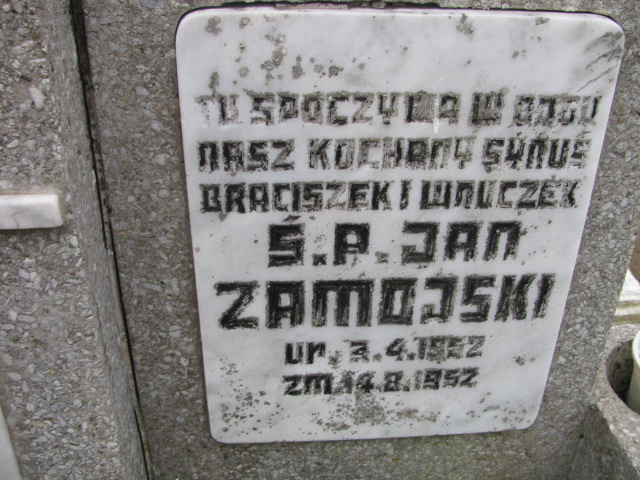 TU SPOCZYWA W BOGU
NASZ KOCHANY SYNUŚ
BRACISZEK I WNUCZEK
Ś.P. JAN
ZAMOJSKI
UR. 3.4.1952
ZM. 14.8.1952